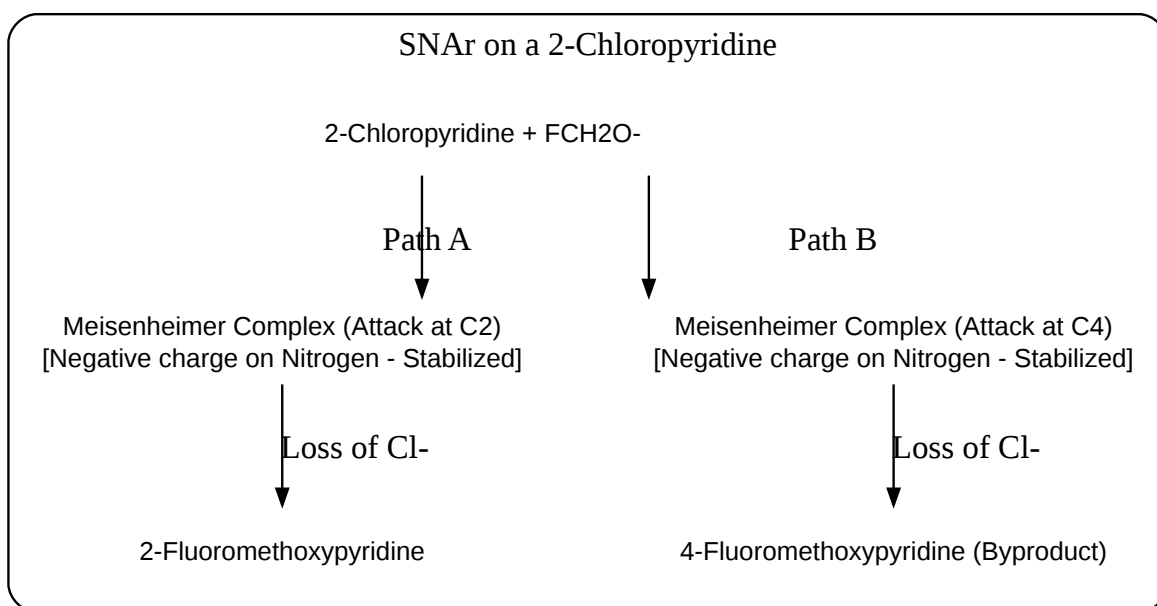 SNAr on a 2-Chloropyridine
2-Chloropyridine + FCH2O-
Path A
Path B
Meisenheimer Complex (Attack at C2)
[Negative charge on Nitrogen - Stabilized]
Meisenheimer Complex (Attack at C4)
[Negative charge on Nitrogen - Stabilized]
Loss of Cl-
Loss of Cl-
2-Fluoromethoxypyridine
4-Fluoromethoxypyridine (Byproduct)